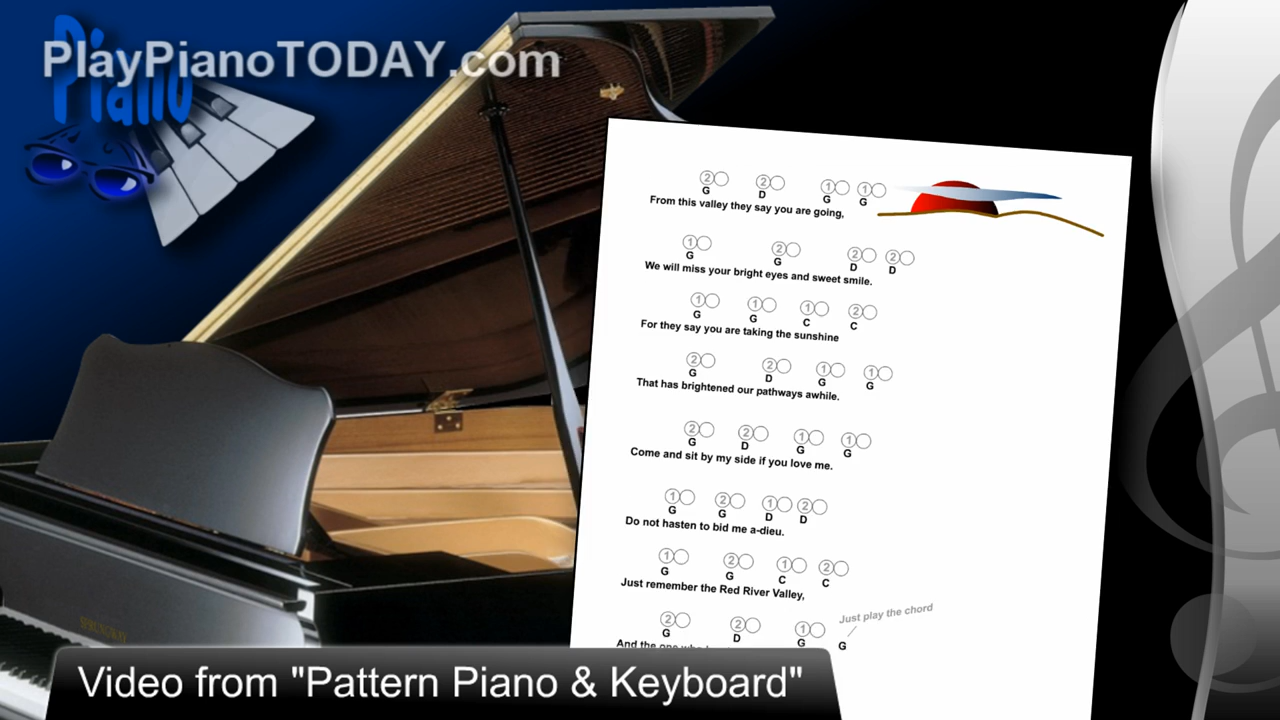 PlayPianoTODAY.com
Piano
2 2 1 1
G D G G
From this valley they say you are going,
1 2 2 2
G G D D
We will miss your bright eyes and sweet smile.
1 1 1 2
G G C C
For they say you are taking the sunshine
2 2 1 1
G D G G
That has brightened our pathways awhile.
2 2 1 1
G D G G
Come and sit by my side if you love me.
1 2 1 2
G G D D
Do not hasten to bid me a-dieu.
1 2 1 2
G G C C
Just remember the Red River Valley,
Just play the chord
2 2 1
G D G G
And the one
Video from "Pattern Piano & Keyboard"